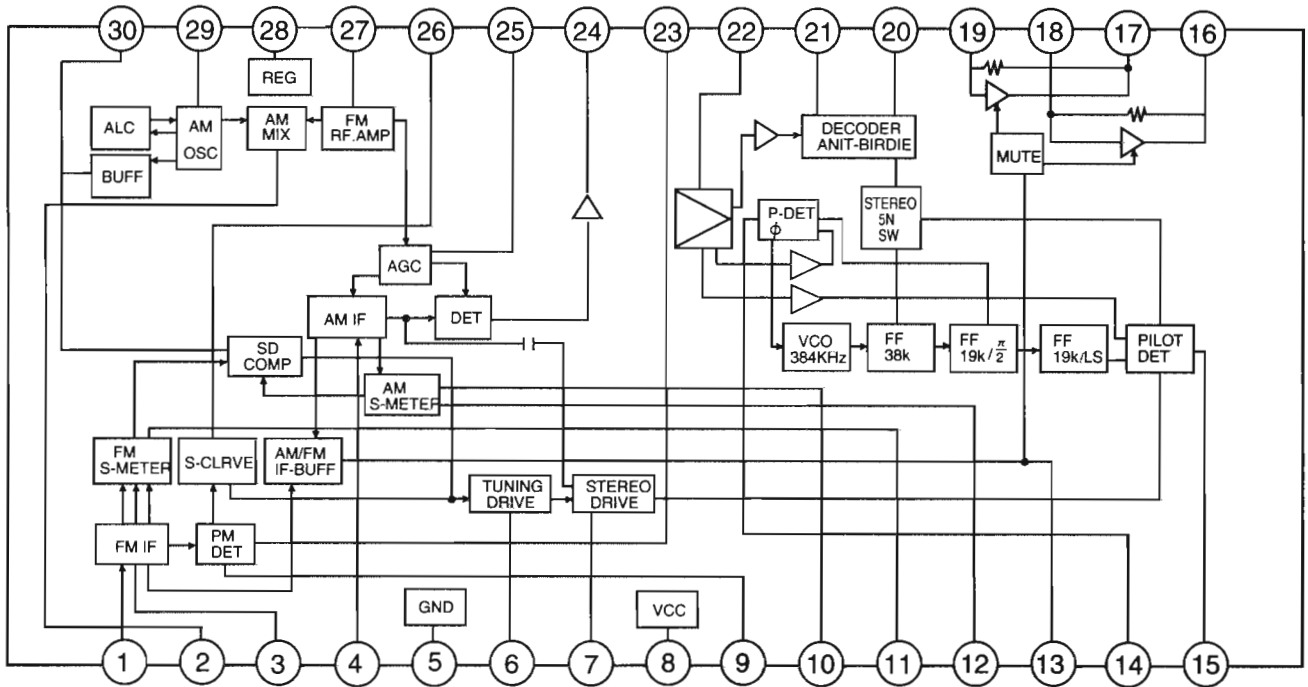 30 29 28 27 26 25 24 23 22 21 20 19 18 17 16
REG
ALC
AM
OSC
AM
MIX
FM
RF.AMP
BUFF
DECODER
ANIT-BIRDIE
MUTE
P-DET
ϕ
STEREO
5N
SW
AGC
AM IF
DET
SD
COMP
VCO
384KHz
FF
38k
FF
19k/π/2
FF
19k/LS
PILOT
DET
AM
S-METER
FM
S-METER
S-CLRVE
AM/FM
IF-BUFF
TUNING
DRIVE
STEREO
DRIVE
FM IF
PM
DET
GND
VCC
1 2 3 4 5 6 7 8 9 10 11 12 13 14 15